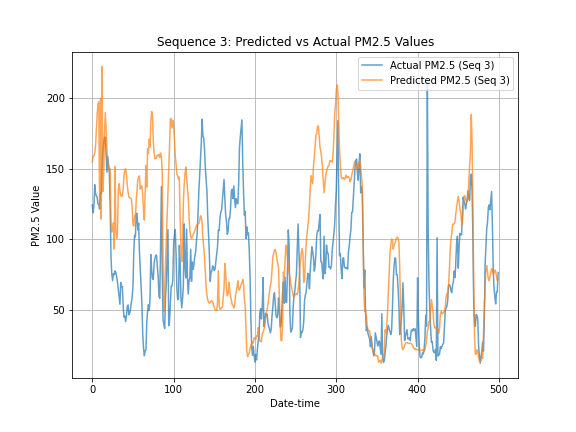 Sequence 3: Predicted vs Actual PM2.5 Values
Actual PM2.5 (Seq 3)
Predicted PM2.5 (Seq 3)
200
150
100
50
PM2.5 Value
0 100 200 300 400 500
Date-time